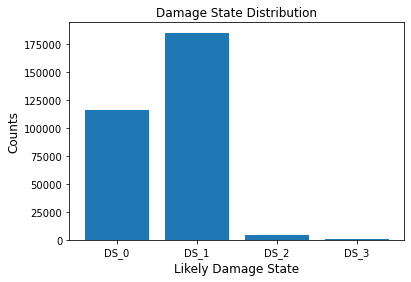 Damage State Distribution
175000
150000
125000
100000
75000
50000
25000
0
Counts
DS_0 DS_1 DS_2 DS_3
Likely Damage State